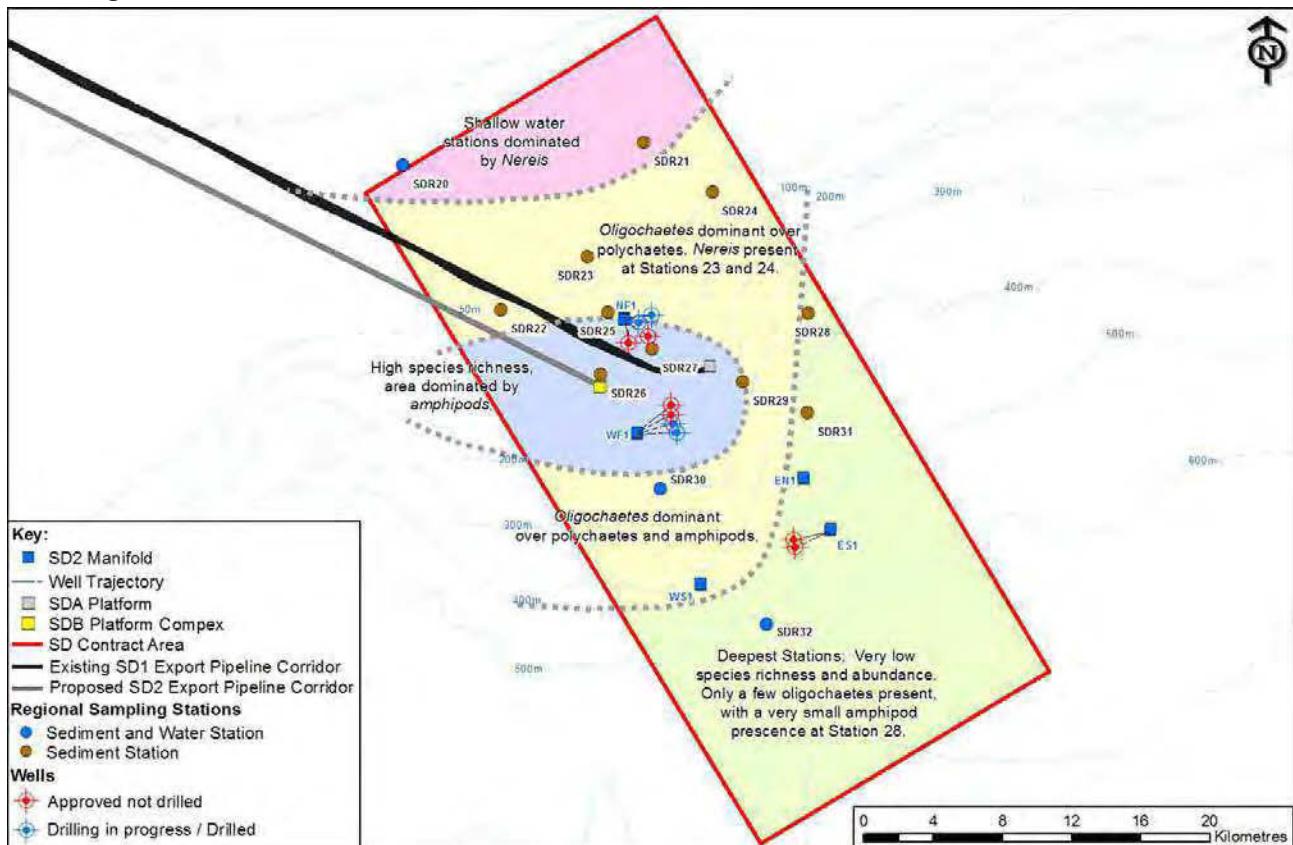 N
Shallow water
stations dominated
by Nereis
SDR20
SDR21
SDR24
100m
200m
300m
Oligochaetes dominant over
polychaetes. Nereis present
at Stations 23 and 24.
SDR23
400m
50m
NF1
SDR22
SDR25
SDR28
500m
High species richness,
area dominated by
amphipods.
SDR27
SDR26
SDR29
SDR31
WF1
200m
600m
SDR30
EN1
Oligochaetes dominant
over polychaetes and amphipods.
300m
ES1
WS1
400m
SDR32
500m
Deepest Stations; Very low
species richness and abundance.
Only a few oligochaetes present,
with a very small amphipod
prescence at Station 28.
Key:
SD2 Manifold
Well Trajectory
SDA Platform
SDB Platform Compex
SD Contract Area
Existing SD1 Export Pipeline Corridor
Proposed SD2 Export Pipeline Corridor
Regional Sampling Stations
Sediment and Water Station
Sediment Station
Wells
Approved not drilled
Drilling in progress / Drilled
0 4 8 12 16 20
Kilometres